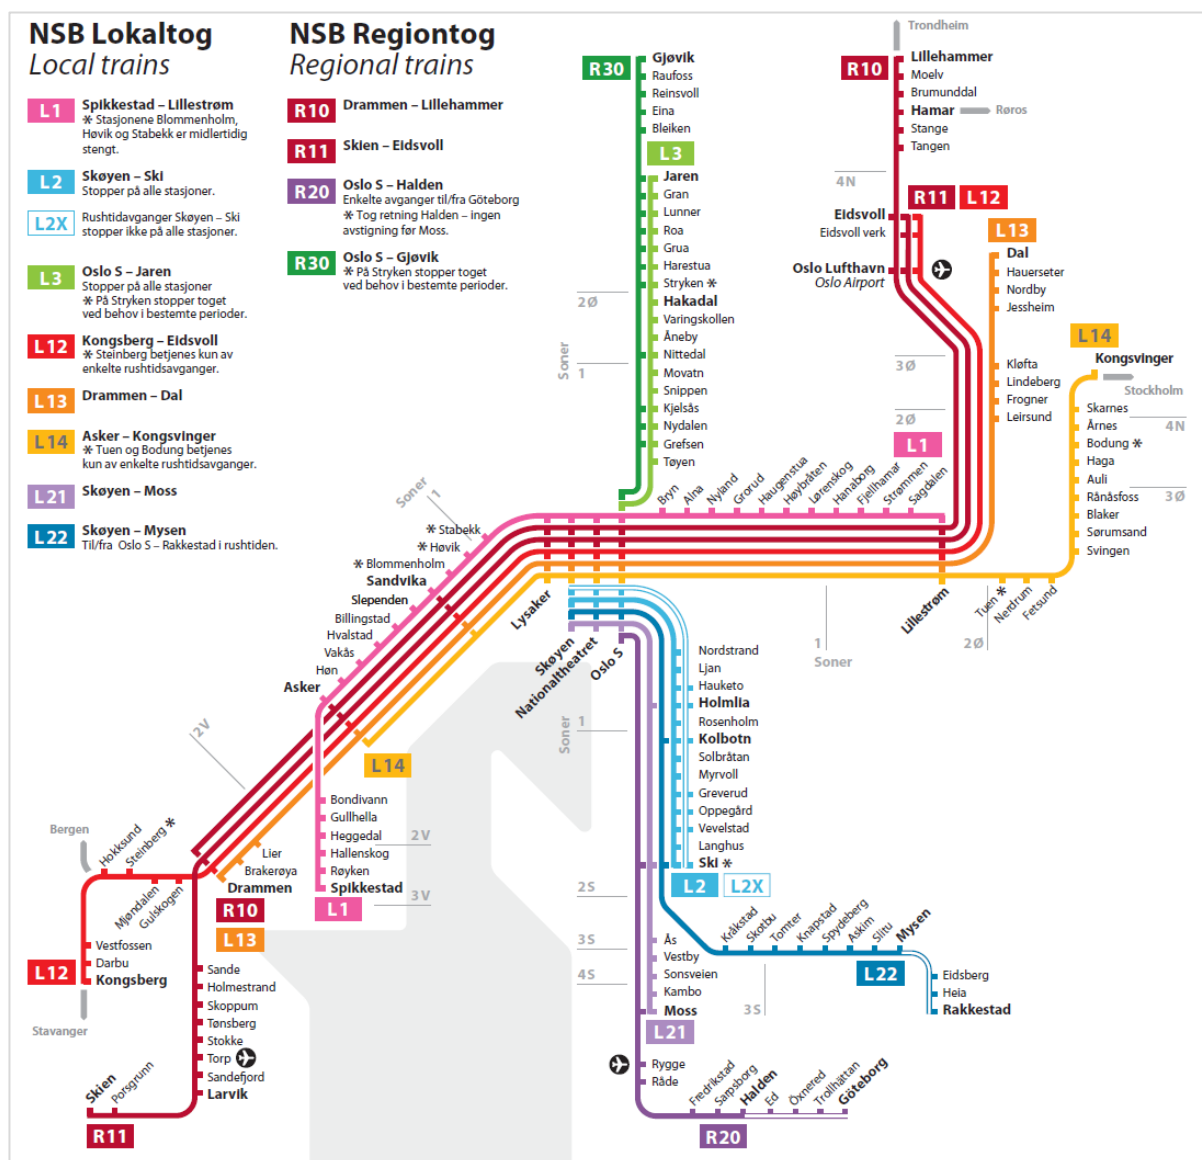 NSB Lokaltog
Local trains
L1
Spikkestad – Lillestrøm
* Stasjonene Blommenholm,
Høvik og Stabekk er midlertidig
stengt.
L2
Skøyen – Ski
Stopper på alle stasjoner.
L2X
Rushtidavganger Skøyen – Ski
stopper ikke på alle stasjoner.
L3
Oslo S – Jaren
Stopper på alle stasjoner
* På Stryken stopper toget
ved behov i bestemte perioder.
L12
Kongsberg – Eidsvoll
* Steinberg betjenes kun av
enkelte rushtidsavganger.
L13
Drammen – Dal
L14
Asker – Kongsvinger
* Tuen og Bodung betjenes
kun av enkelte rushtidsavganger.
L21
Skøyen – Moss
L22
Skøyen – Mysen
Til/fra Oslo S – Rakkestad i rushtiden.
NSB Regiontog
Regional trains
R10
Drammen – Lillehammer
R11
Skien – Eidsvoll
R20
Oslo S – Halden
Enkelte avganger til/fra Göteborg
* Tog retning Halden – ingen
avstigning før Moss.
R30
Oslo S – Gjøvik
* På Stryken stopper toget
ved behov i bestemte perioder.
R30
Gjøvik
Raufoss
Reinsvoll
Eina
Bleiken
L3
Jaren
Gran
Lunner
Roa
Grua
Harestua
Stryken *
Hakadal
Varingskollen
Åneby
Nittedal
Movatn
Snippen
Kjelsås
Nydalen
Grefsen
Tøyen
2Ø
Soner
1
Trondheim
R10
Lillehammer
Moelv
Brumunddal
Hamar
Røros
Stange
Tangen
4N
R11
L12
Eidsvoll
Eidsvoll verk
Oslo Lufthavn
Oslo Airport
L13
Dal
Hauerseter
Nordby
Jessheim
Kløfta
Lindeberg
Frogner
Leirsund
3Ø
2Ø
L1
L14
Kongsvinger
Stockholm
Skarnes
Årnes
4N
Bodung *
Haga
Auli
Rånåsfoss
3Ø
Blaker
Sørumsand
Svingen
Bryn
Alna
Nyland
Grorud
Haugenstua
Høybråten
Lørenskog
Hanaborg
Fjellhamar
Strømmen
Sagdalen
Lillestrøm
Tuen *
Nerdrum
Fetsund
1
Soner
2Ø
Soner
1
* Stabekk
* Høvik
* Blommenholm
Sandvika
Slependen
Billingstad
Hvalstad
Vakås
Høn
Asker
Lysaker
Skøyen
Nationaltheatret
Oslo S
2V
L14
Bondivann
Gullhella
Heggedal
2V
Hallenskog
Røyken
Spikkestad
3V
L1
Lier
Brakerøya
Drammen
R10
L13
Bergen
Hokksund
Steinberg *
Mjøndalen
Gulskogen
Vestfossen
Darbu
Kongsberg
L12
Stavanger
Sande
Holmestrand
Skoppum
Tønsberg
Stokke
Torp
Sandefjord
Larvik
Skien
Porsgrunn
R11
Nordstrand
Ljan
Hauketo
Holmlia
Rosenholm
Kolbotn
Solbråtan
Myrvoll
Greverud
Oppegård
Vevelstad
Langhus
Ski *
L2
L2X
Soner
1
2S
3S
4S
Ås
Vestby
Sonsveien
Kambo
Moss
L21
Kråkstad
Skotbu
Tomter
Knapstad
Spydeberg
Askim
Slitu
Mysen
L22
3S
Eidsberg
Heia
Rakkestad
Rygge
Råde
Fredrikstad
Sarpsborg
Halden
Ed
Öxnered
Trollhättan
Göteborg
R20